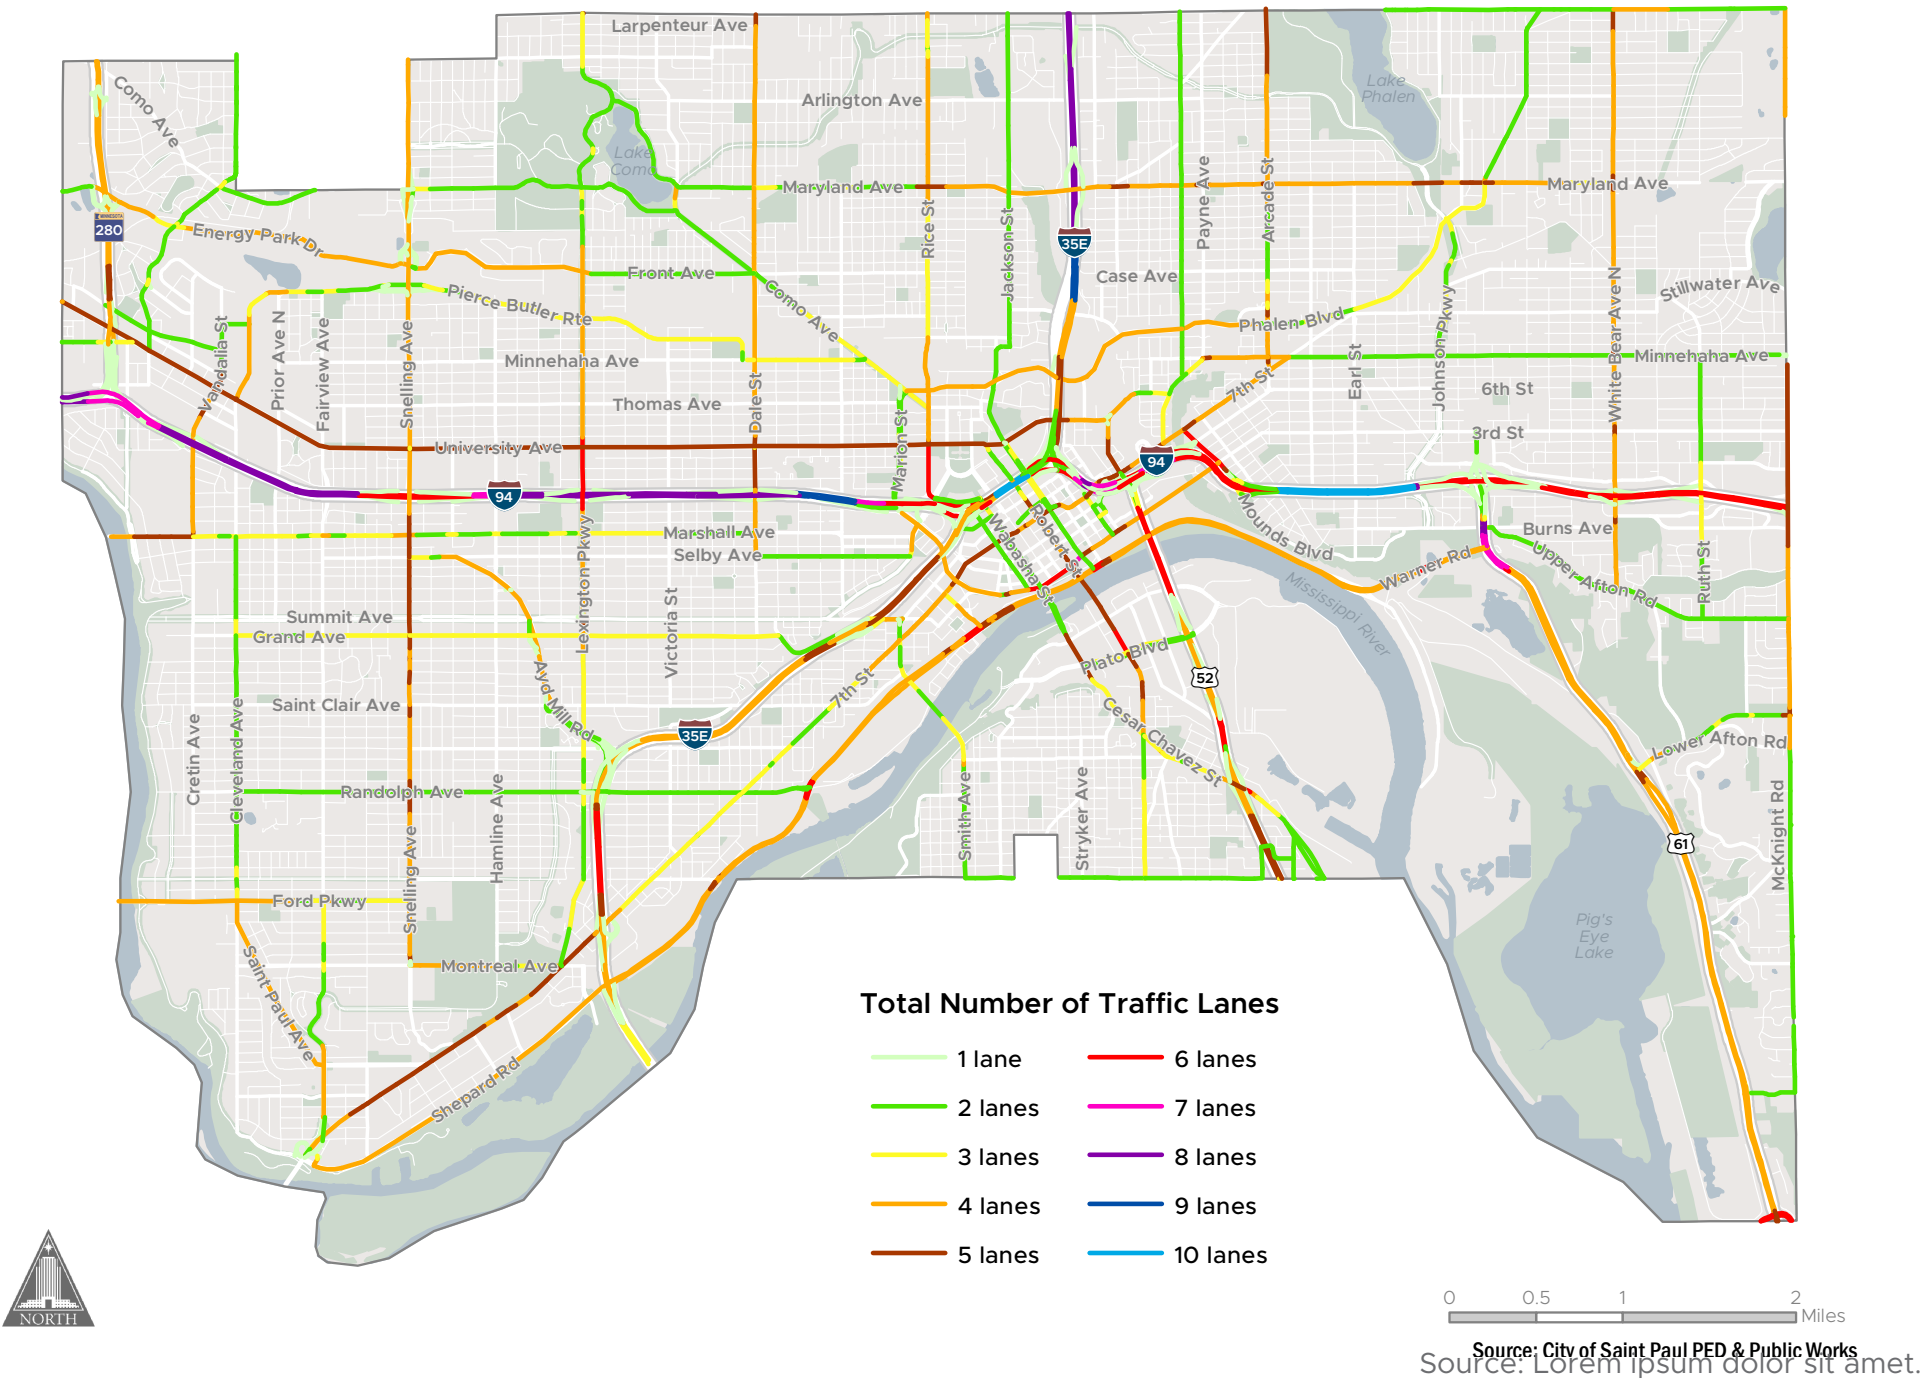 Larpenteur Ave
Como Ave
Arlington Ave
Lake
Phalen
Lake
Como
Maryland Ave
Maryland Ave
MINNESOTA
280
Energy Park Dr
Rice St
Jackson St
35E
Payne Ave
Arcade St
Front Ave
Case Ave
Pierce Butler Rte
Como Ave
Phalen Blvd
Johnson Pkwy
White Bear Ave N
Stillwater Ave
Vandalia St
Prior Ave N
Fairview Ave
Snelling Ave
Minnehaha Ave
Minnehaha Ave
Dale St
Earl St
7th St
6th St
Thomas Ave
Marion St
3rd St
University Ave
94
94
Lexington Pkwy
Marshall Ave
Selby Ave
Wabasha St
Robert St
Mounds Blvd
Burns Ave
Warner Rd
Upper Afton Rd
Ruth St
Mississippi River
Summit Ave
Grand Ave
Victoria St
Plato Blvd
52
Ayd Mill Rd
7th St
Saint Clair Ave
Cesar Chavez St
35E
Lower Afton Rd
Cretin Ave
Cleveland Ave
Randolph Ave
Hamline Ave
Smith Ave
Stryker Ave
McKnight Rd
61
Snelling Ave
Ford Pkwy
Pig's
Eye
Lake
Saint Paul Ave
Montreal Ave
Shepard Rd
Total Number of Traffic Lanes
1 lane
2 lanes
3 lanes
4 lanes
5 lanes
6 lanes
7 lanes
8 lanes
9 lanes
10 lanes
NORTH
0 0.5 1 2
Miles
Source: City of Saint Paul PED & Public Works
Source: Lorem ipsum dolor sit amet.